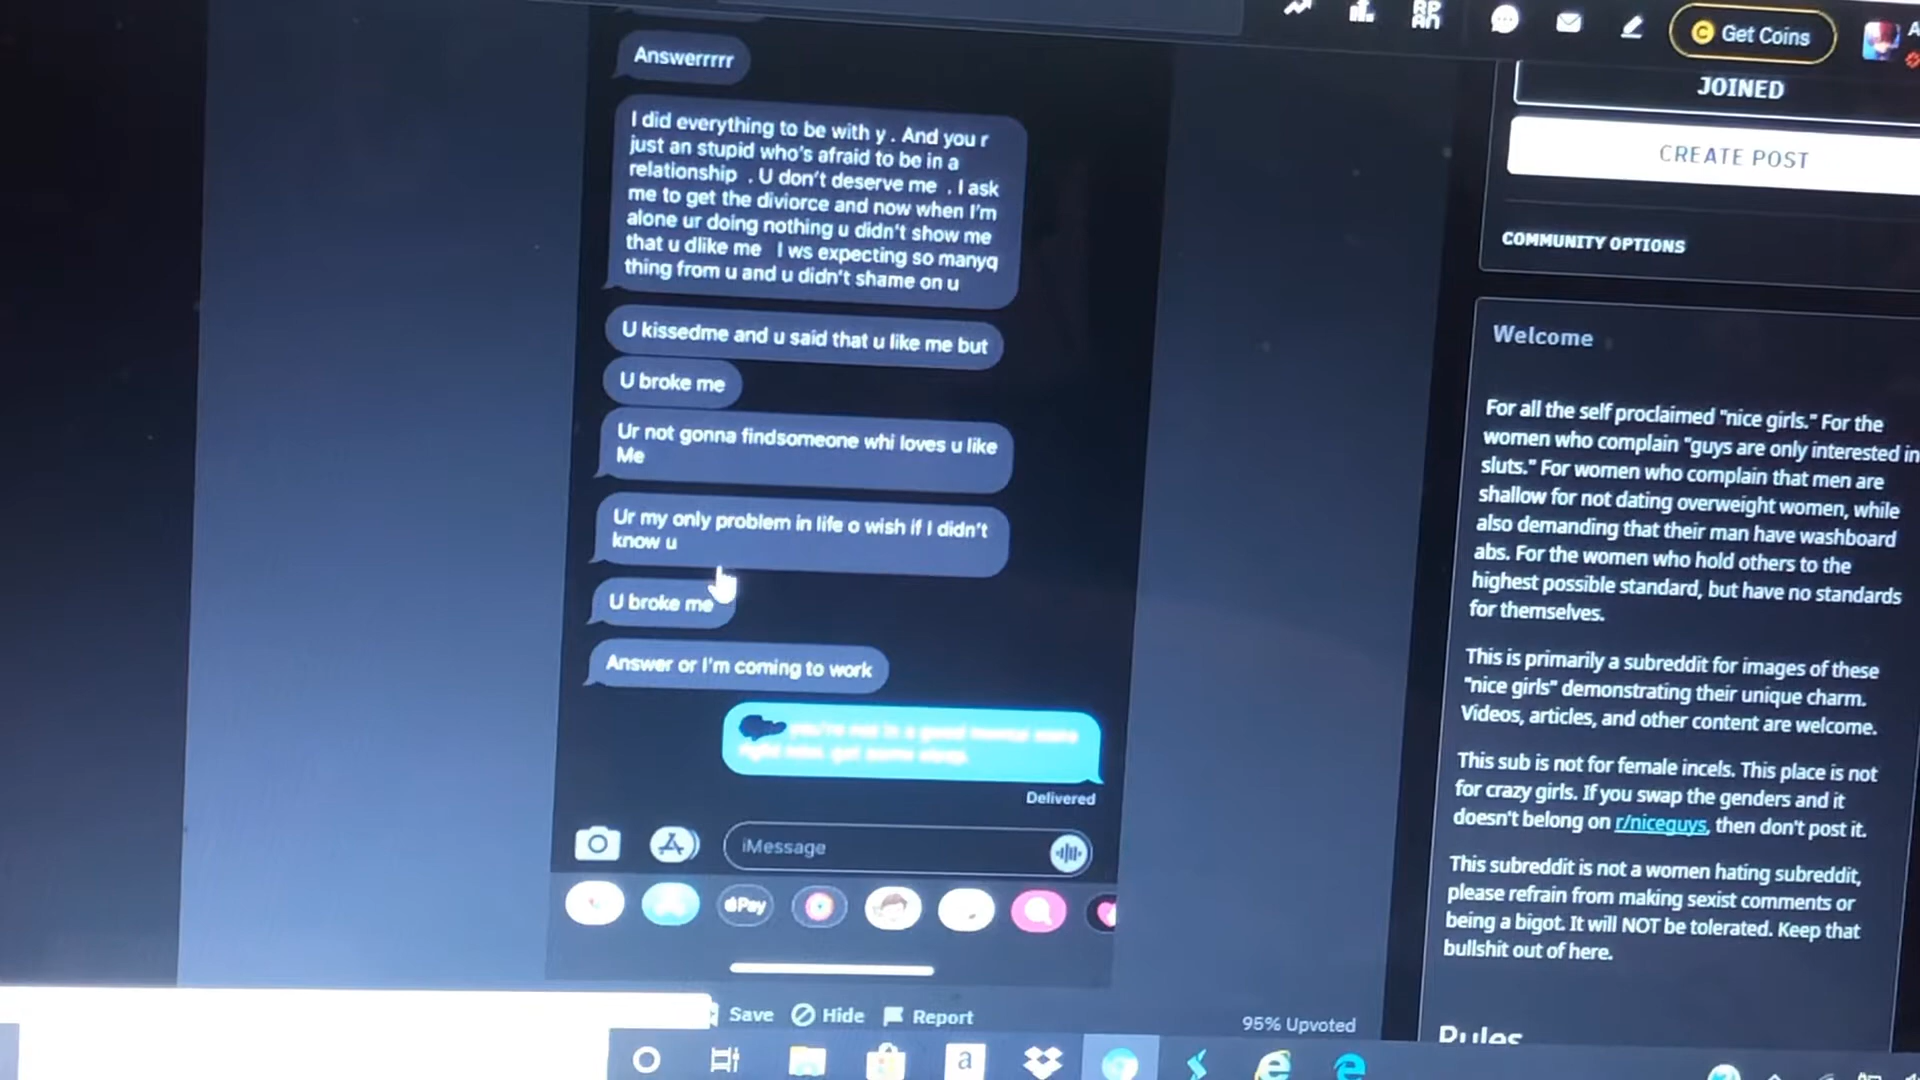 RPAN
Get Coins
JOINED
CREATE POST
COMMUNITY OPTIONS
Answerrrrr
I did everything to be with y . And you r
just an stupid who's afraid to be in a
relationship . U don't deserve me . I ask
me to get the diviorce and now when I'm
alone ur doing nothing u didn't show me
that u dlike me I ws expecting so manyq
thing from u and u didn't shame on u
U kissedme and u said that u like me but
U broke me
Ur not gonna findsomeone whi loves u like
Me
Ur my only problem in life o wish if I didn't
know u
U broke me
Answer or I'm coming to work
you're not in a good
right now, get some sleep.
Delivered
iMessage
Pay
Save
Hide
Report
95% Upvoted
Welcome
For all the self proclaimed "nice girls." For the
women who complain "guys are only interested in
sluts." For women who complain that men are
shallow for not dating overweight women, while
also demanding that their man have washboard
abs. For the women who hold others to the
highest possible standard, but have no standards
for themselves.
This is primarily a subreddit for images of these
"nice girls" demonstrating their unique charm.
Videos, articles, and other content are welcome.
This sub is not for female incels. This place is not
for crazy girls. If you swap the genders and it
doesn't belong on r/niceguys, then don't post it.
This subreddit is not a women hating subreddit,
please refrain from making sexist comments or
being a bigot. It will NOT be tolerated. Keep that
bullshit out of here.
Rules